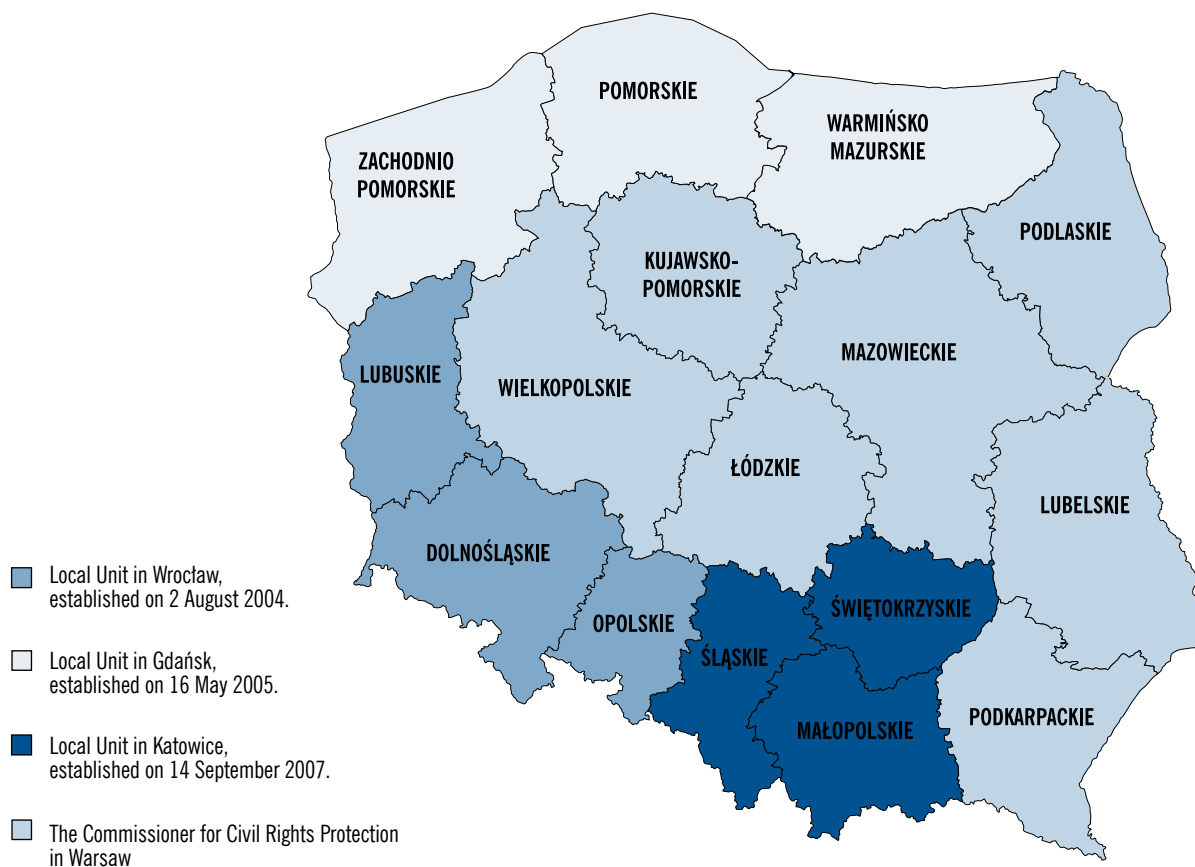 POMORSKIE
WARMIŃSKO
MAZURSKIE
ZACHODNIO
POMORSKIE
PODLASKIE
KUJAWSKO-
POMORSKIE
MAZOWIECKIE
LUBUSKIE
WIELKOPOLSKIE
ŁÓDZKIE
LUBELSKIE
DOLNOŚLĄSKIE
ŚWIĘTOKRZYSKIE
OPOLSKIE
ŚLĄSKIE
PODKARPACKIE
MAŁOPOLSKIE
Local Unit in Wrocław,
established on 2 August 2004.
Local Unit in Gdańsk,
established on 16 May 2005.
Local Unit in Katowice,
established on 14 September 2007.
The Commissioner for Civil Rights Protection
in Warsaw